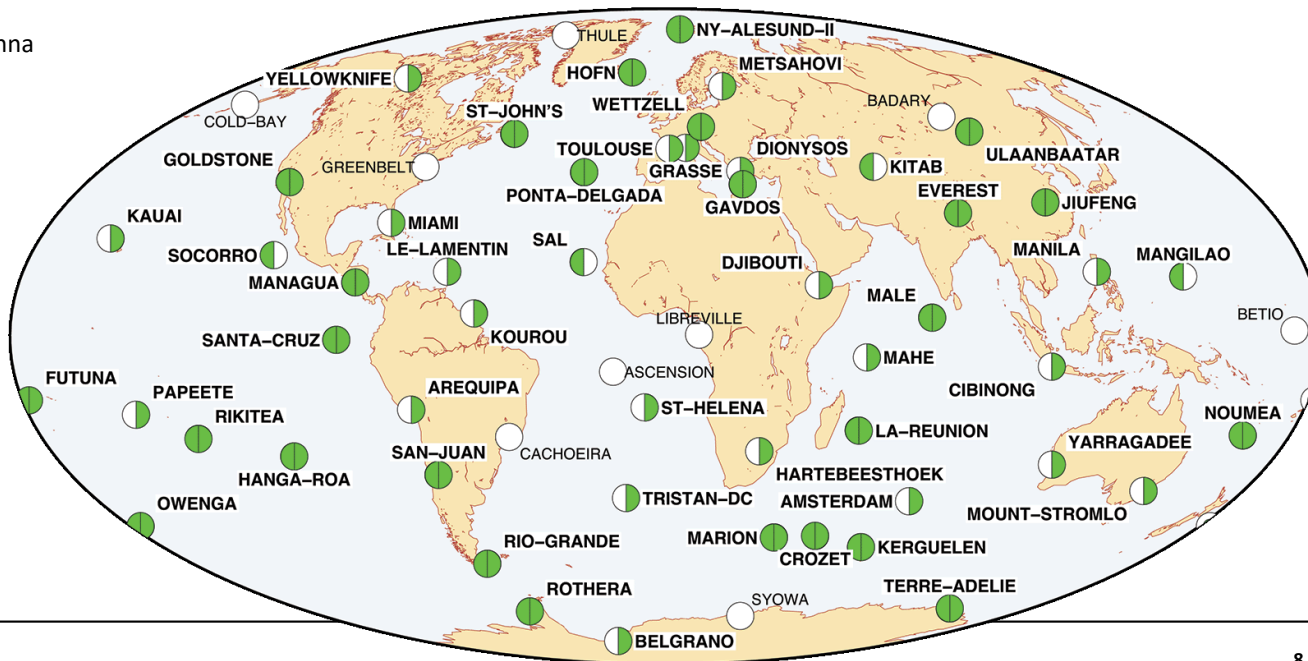 nna
THULE
NY–ALESUND–II
METSAHOVI
HOFN
YELLOWKNIFE
WETTZELL
BADARY
COLD–BAY
ST–JOHN'S
TOULOUSE
DIONYSOS
ULAANBAATAR
GOLDSTONE
GREENBELT
GRASSE
KITAB
PONTA–DELGADA
EVEREST
GAVDOS
JIUFENG
KAUAI
MIAMI
SOCORRO
LE–LAMENTIN
SAL
MANILA
MANGILAO
DJIBOUTI
MANAGUA
MALE
LIBREVILLE
BETIO
SANTA–CRUZ
KOUROU
MAHE
FUTUNA
ASCENSION
AREQUIPA
CIBINONG
PAPEETE
ST–HELENA
RIKITEA
NOUMEA
LA–REUNION
YARRAGADEE
SAN–JUAN
CACHOEIRA
HANGA–ROA
HARTEBEESTHOEK
OWENGA
TRISTAN–DC
AMSTERDAM
MOUNT–STROMLO
RIO–GRANDE
MARION
CROZET
KERGUELEN
ROTHERA
TERRE–ADELIE
SYOWA
BELGRANO
8